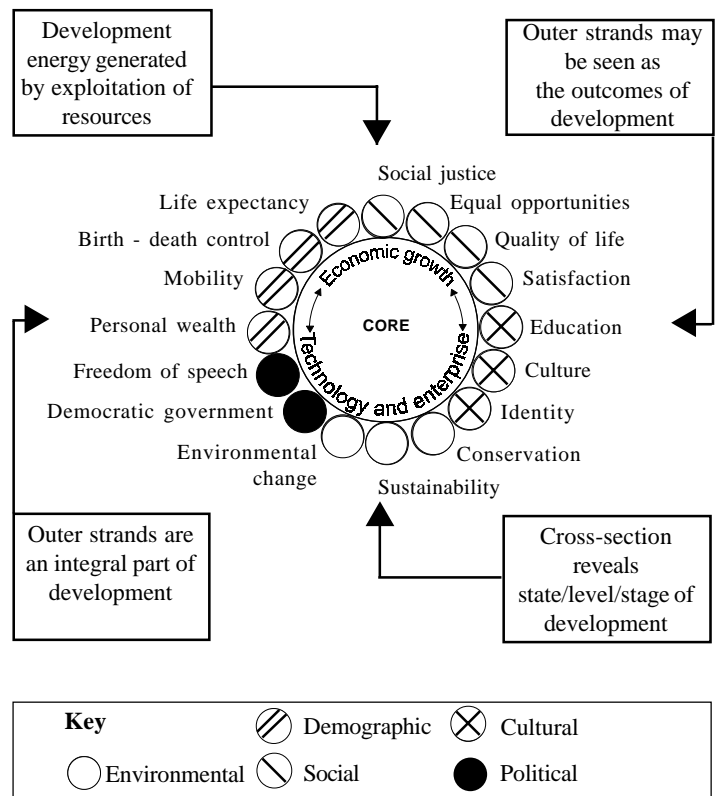 Development
energy generated
by exploitation of
resources
Outer strands may
be seen as
the outcomes of
development
Social justice
Life expectancy
Equal opportunities
Birth - death control
Quality of life
Mobility
Satisfaction
Personal wealth
Education
Freedom of speech
Culture
Democratic government
Identity
Environmental
change
Conservation
Sustainability
Economic growth
CORE
Technology and enterprise
Outer strands are
an integral part of
development
Cross-section
reveals
state/level/stage of
development
Key
Demographic
Cultural
Environmental
Social
Political